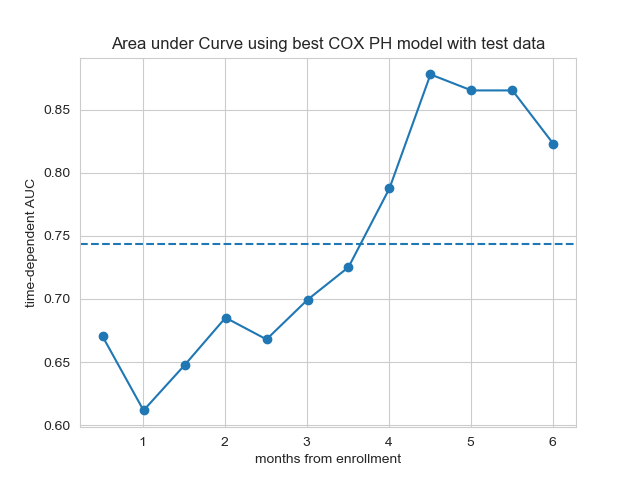 Area under Curve using best COX PH model with test data
time-dependent AUC
0.85
0.80
0.75
0.70
0.65
0.60
1 2 3 4 5 6
months from enrollment